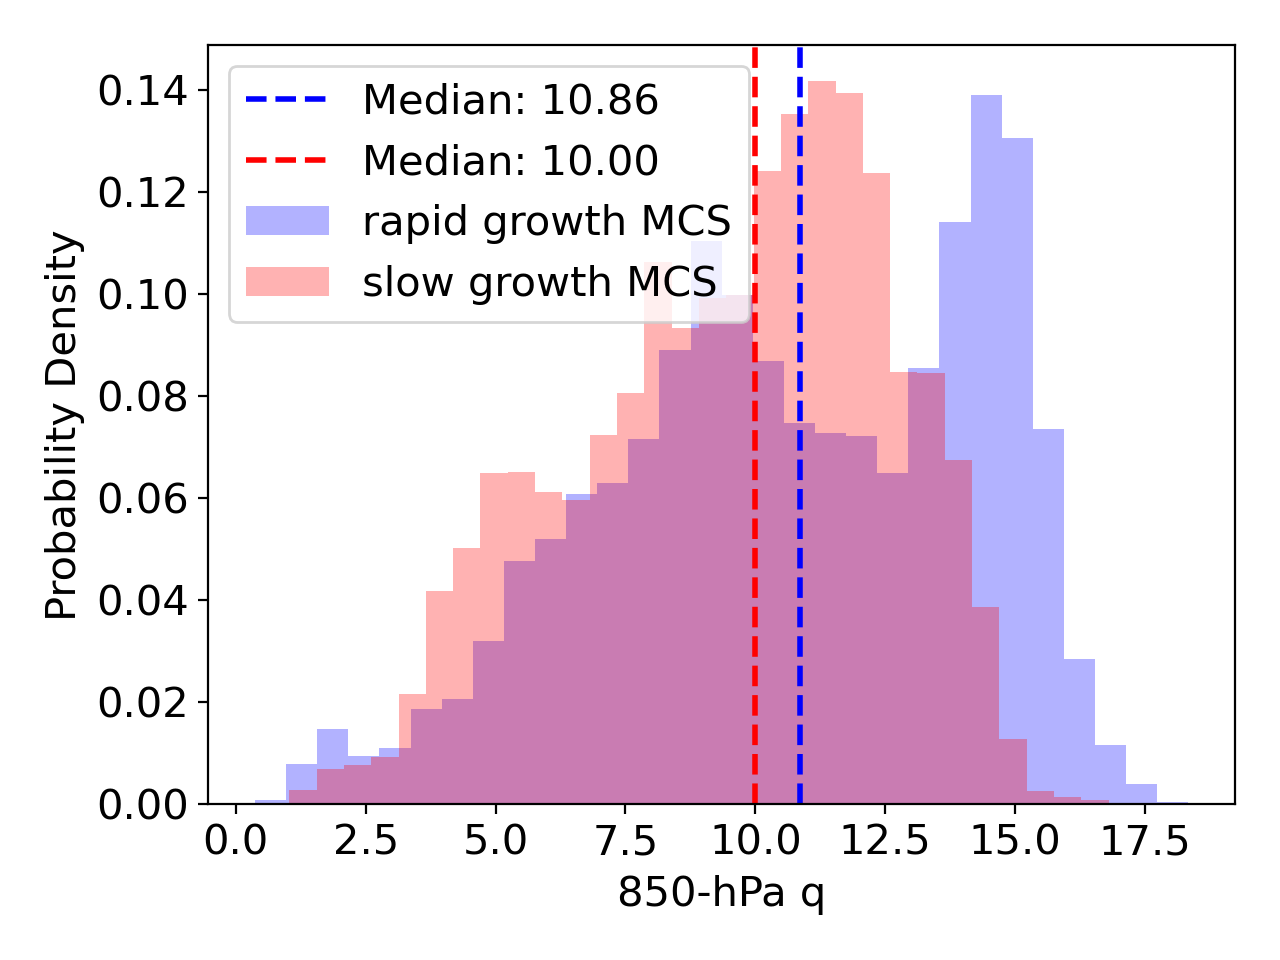 Median: 10.86
Median: 10.00
rapid growth MCS
slow growth MCS
Probability Density
0.14
0.12
0.10
0.08
0.06
0.04
0.02
0.00
0.0 2.5 5.0 7.5 10.0 12.5 15.0 17.5
850-hPa q